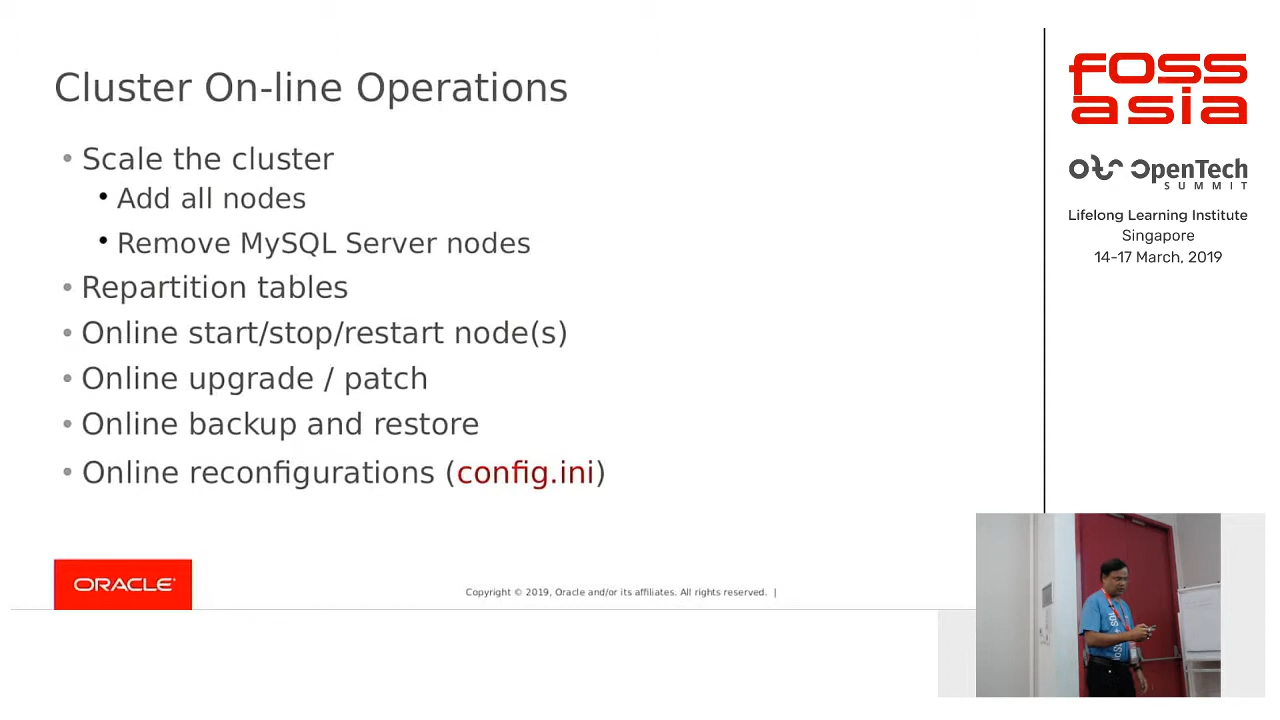 Cluster On-line Operations
• Scale the cluster
• Add all nodes
• Remove MySQL Server nodes
• Repartition tables
• Online start/stop/restart node(s)
• Online upgrade / patch
• Online backup and restore
• Online reconfigurations (config.ini)
ORACLE
Copyright © 2019, Oracle and/or its affiliates. All rights reserved. |
foss
asia
OpenTech
SUMMIT
Lifelong Learning Institute
Singapore
14-17 March, 2019